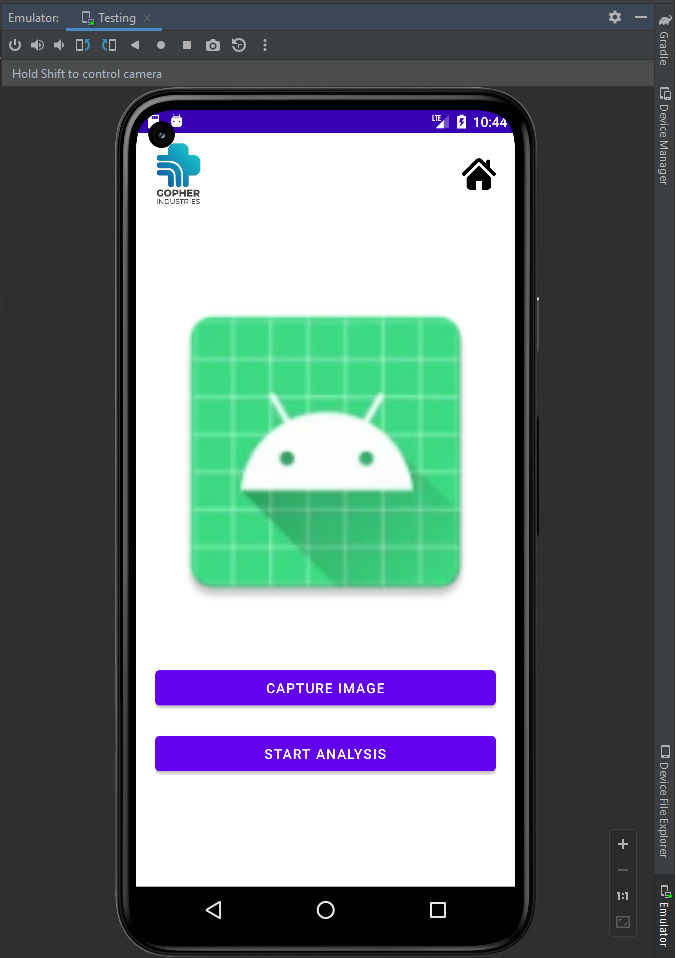 Emulator:
Testing
Hold Shift to control camera
LTE
10:44
GOPHER
INDUSTRIES
CAPTURE IMAGE
START ANALYSIS
Gradle
Device Manager
Device File Explorer
Emulator
1:1